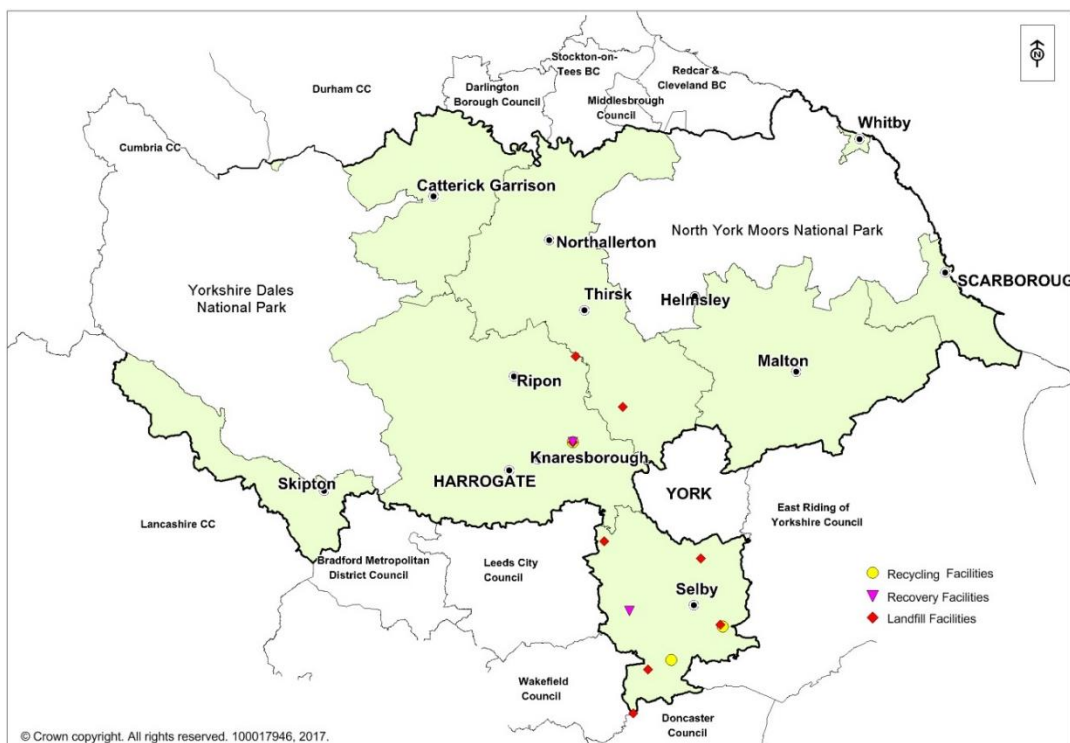 Stockton-on-
Tees BC
Redcar &
Cleveland BC
Durham CC
Darlington
Borough Council
Middlesbrough
Council
N
Whitby
Cumbria CC
Catterick Garrison
Northallerton
North York Moors National Park
SCARBOROUG
Yorkshire Dales
National Park
Thirsk
Helmsley
Malton
Ripon
Knaresborough
HARROGATE
Skipton
YORK
East Riding of
Yorkshire Council
Lancashire CC
Bradford Metropolitan
District Council
Leeds City
Council
Selby
Recycling Facilities
Recovery Facilities
Landfill Facilities
Wakefield
Council
Doncaster
Council
© Crown copyright. All rights reserved. 100017946, 2017.